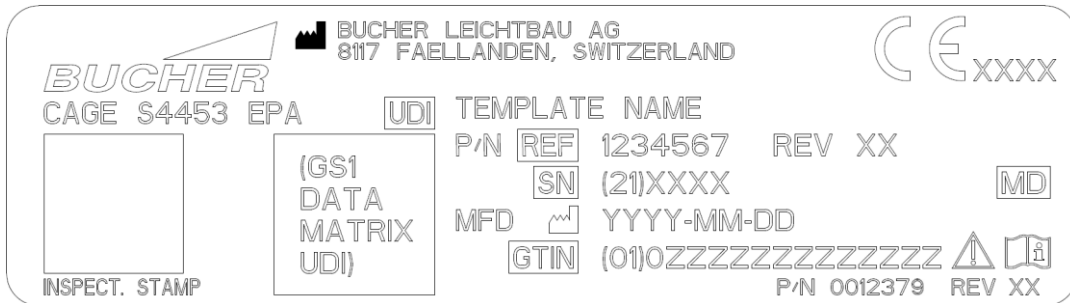 BUCHER LEICHTBAU AG
8117 FAELLANDEN, SWITZERLAND
CE XXXX
BUCHER
CAGE S4453 EPA
UDI TEMPLATE NAME
P/N REF 1234567 REV XX
(GS1
DATA
MATRIX
UDI)
SN (21)XXXX
MD
MFD YYYY-MM-DD
GTIN (01)0ZZZZZZZZZZZZZ
INSPECT. STAMP
P/N 0012379 REV XX